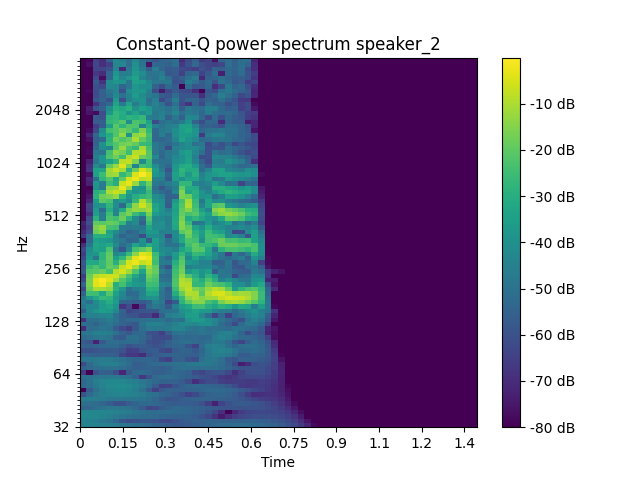 Constant-Q power spectrum speaker_2
Hz
2048
1024
512
256
128
64
32
0 0.15 0.3 0.45 0.6 0.75 0.9 1.1 1.2 1.4
Time
-10 dB
-20 dB
-30 dB
-40 dB
-50 dB
-60 dB
-70 dB
-80 dB